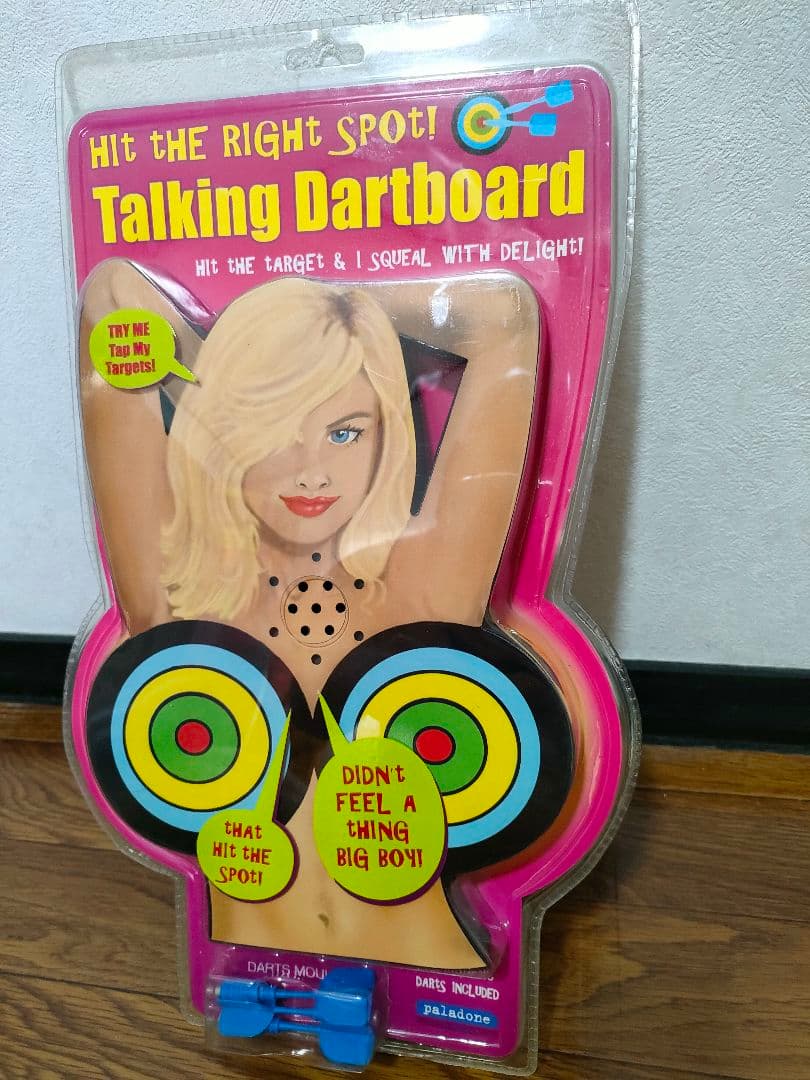 HIt tHE RIGHt SPOt!
Talking Dartboard
HIt tHE tARGEt & I SQUEAL WITH DELIGHt!
TRY ME
Tap My
Targets!
tHAt
HIt tHE
SPOt!
DIDN't
FEEL A
tHING
BIG BOY!
DARTS
DARtS INCLUDED
paladone